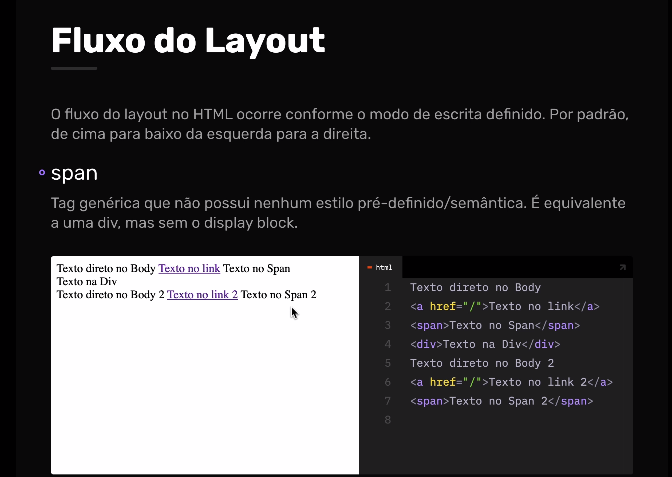 Fluxo do Layout
O fluxo do layout no HTML ocorre conforme o modo de escrita definido. Por padrão,
de cima para baixo da esquerda para a direita.
span
Tag genérica que não possui nenhum estilo pré-definido/semântica. É equivalente
a uma div, mas sem o display block.
Texto direto no Body Texto no link Texto no Span
Texto na Div
Texto direto no Body 2 Texto no link 2 Texto no Span 2
html
1 Texto direto no Body
2 <a href="/">Texto no link</a>
3 <span>Texto no Span</span>
4 <div>Texto na Div</div>
5 Texto direto no Body 2
6 <a href="/">Texto no link 2</a>
7 <span>Texto no Span 2</span>
8